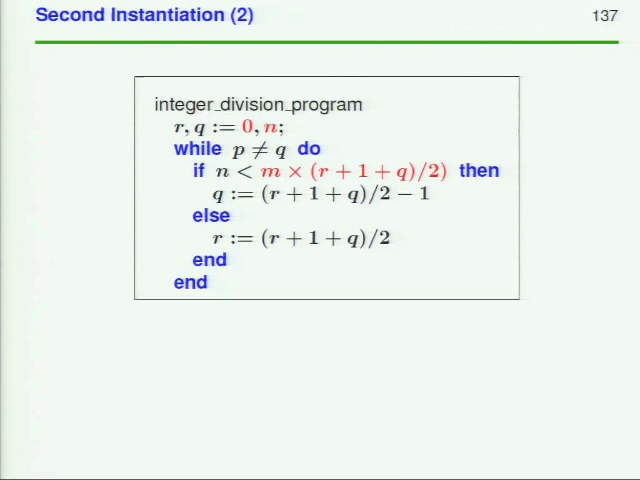 Second Instantiation (2)
137
integer_division_program
r, q := 0, n;
while p ≠ q do
if n < m × (r + 1 + q)/2) then
q := (r + 1 + q)/2 − 1
else
r := (r + 1 + q)/2
end
end